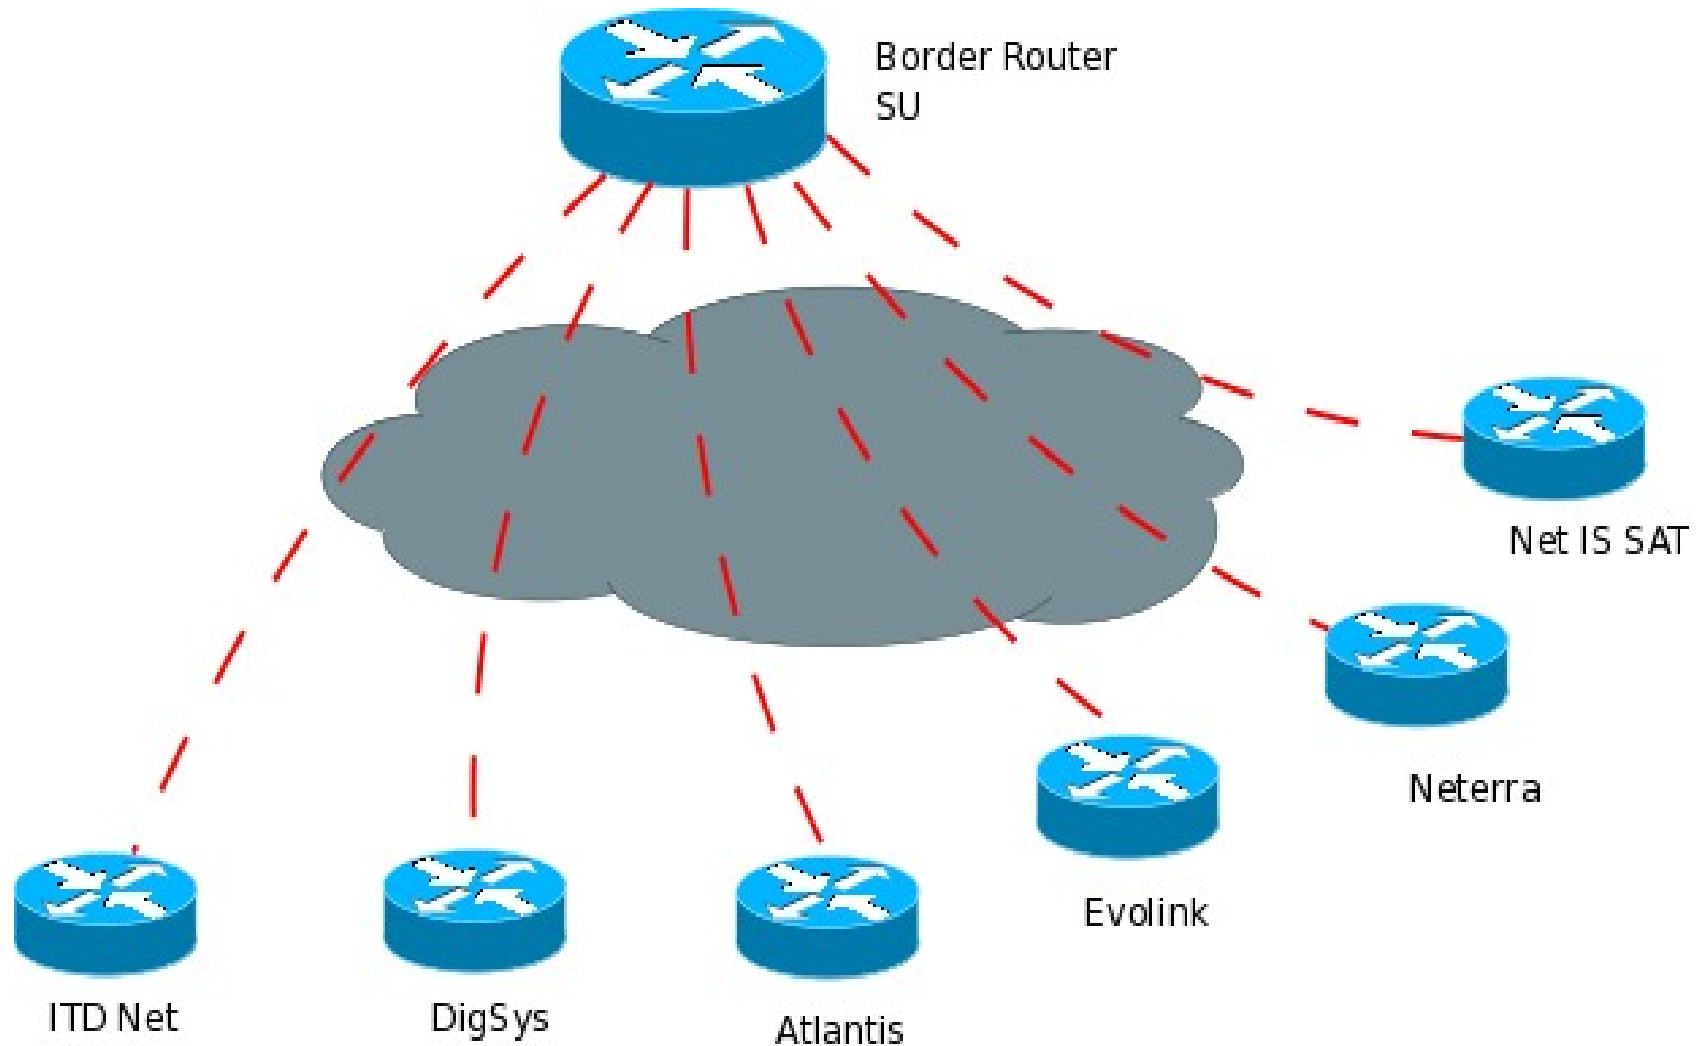 Border Router
SU
Net IS SAT
Neterra
Evolink
ITD Net
DigSys
Atlantis